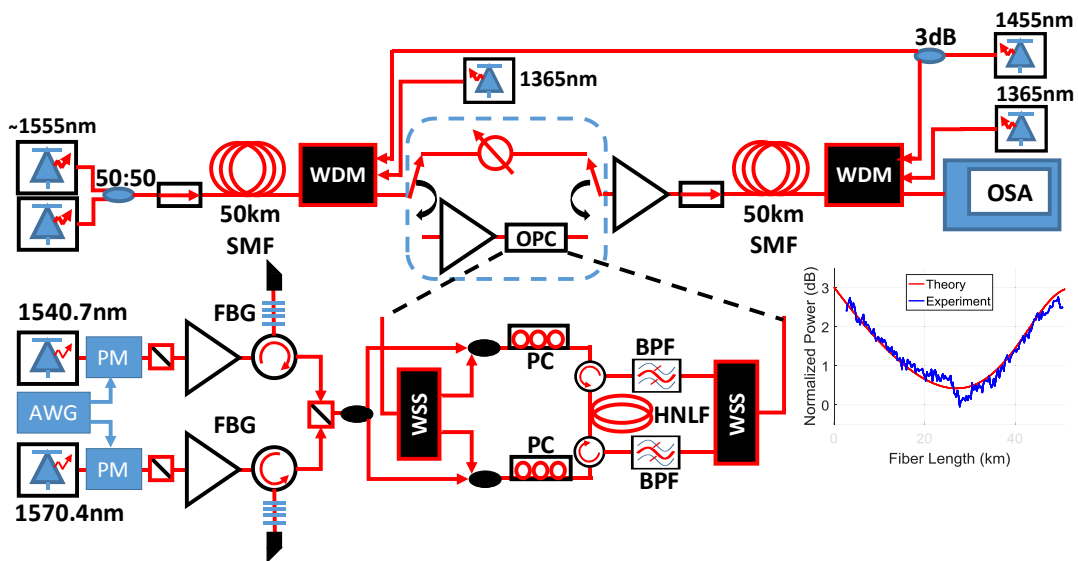 1455nm
3dB
1365nm
1365nm
~1555nm
50:50
WDM
WDM
OSA
50km
SMF
50km
SMF
OPC
1540.7nm
FBG
PM
AWG
FBG
PM
1570.4nm
PC
BPF
WSS
HNLF
WSS
PC
BPF
Theory
Experiment
Normalized Power (dB)
3
2
1
0
0
20
40
Fiber Length (km)